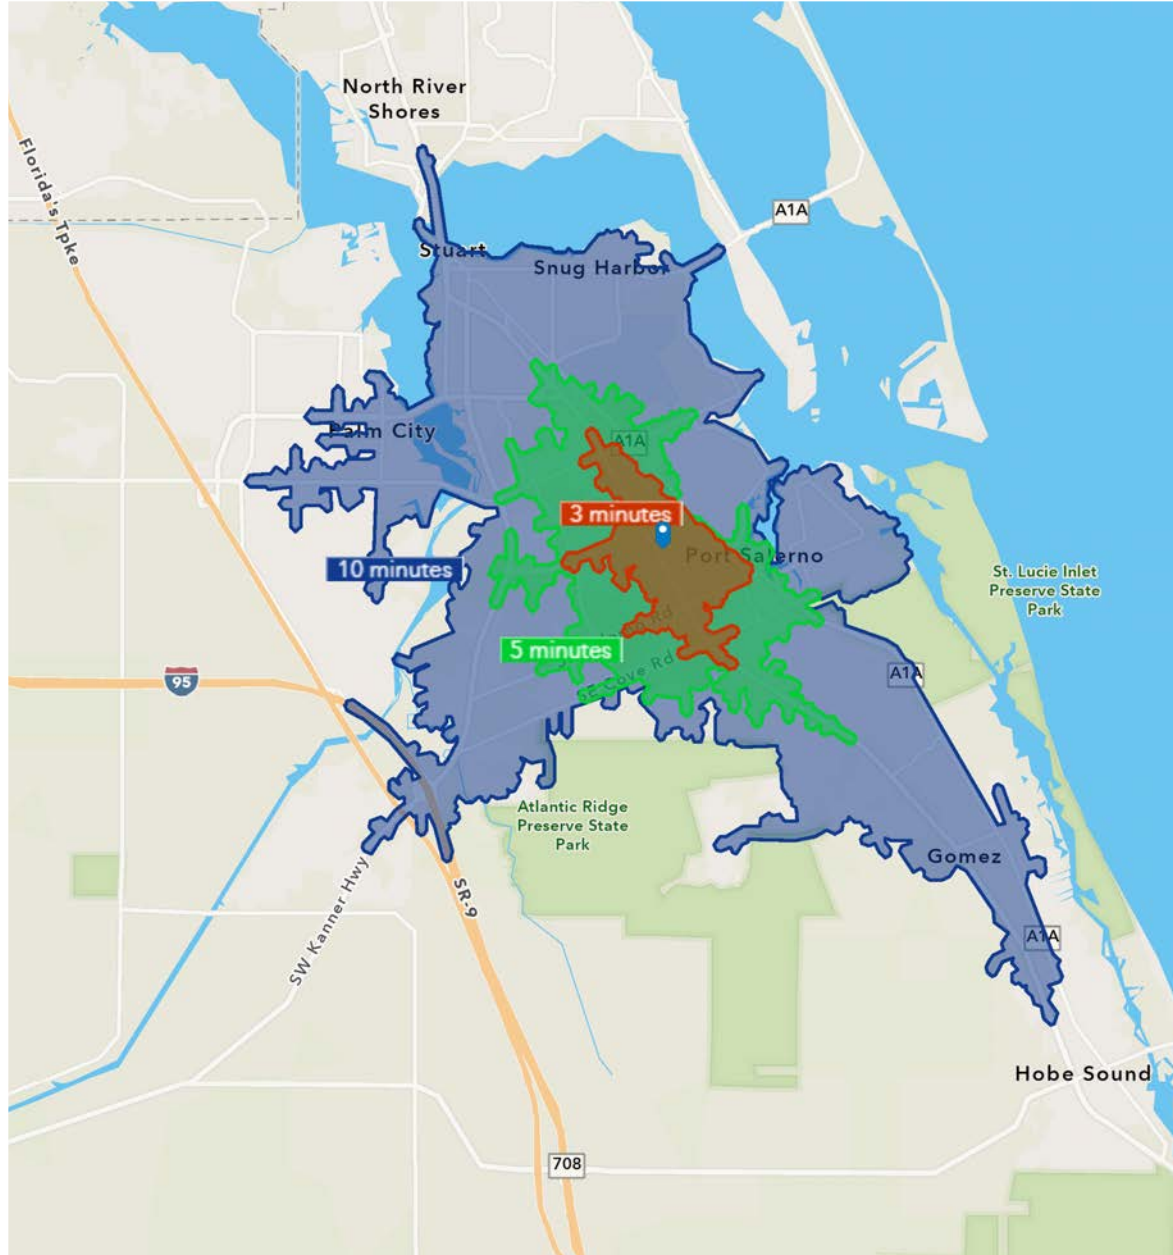 North River
Shores
Florida's Tpke
A1A
Stuart
Snug Harbor
Palm City
A1A
3 minutes
Port Salerno
10 minutes
St. Lucie Inlet
Preserve State
Park
5 minutes
SE Cove Rd
95
A1A
Atlantic Ridge
Preserve State
Park
Gomez
SW Kanner Hwy
SR-9
A1A
Hobe Sound
708